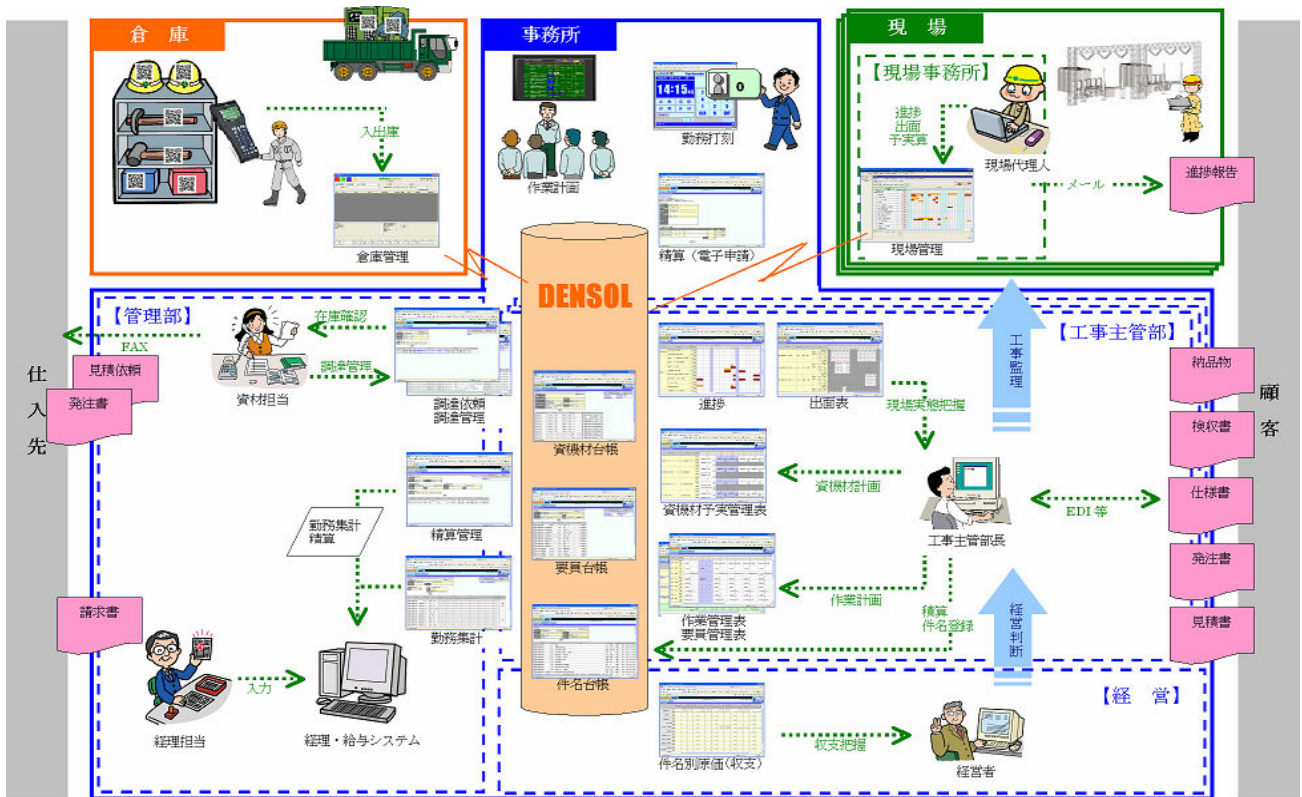 倉 庫
入出庫
倉庫管理
事務所
作業計画
14:15
0
勤務打刻
精算（電子申請）
現 場
【現場事務所】
進捗
出面
予実算
現場代理人
現場管理
メール
進捗報告
DENSOL
資機材台帳
要員台帳
件名台帳
【管理部】
在庫確認
調達管理
資材担当
FAX
調達依頼
調達管理
仕入先
見積依頼
発注書
請求書
勤務集計
精算
精算管理
勤務集計
入力
経理担当
経理・給与システム
【工事主管部】
進捗
出面表
現場実態把握
資機材計画
資機材予実管理表
工事主管部長
作業計画
作業管理表
要員管理表
積算
件名登録
工事監理
経営判断
EDI 等
顧客
納品物
検収書
仕様書
発注書
見積書
【経 営】
件名別原価(収支)
収支把握
経営者